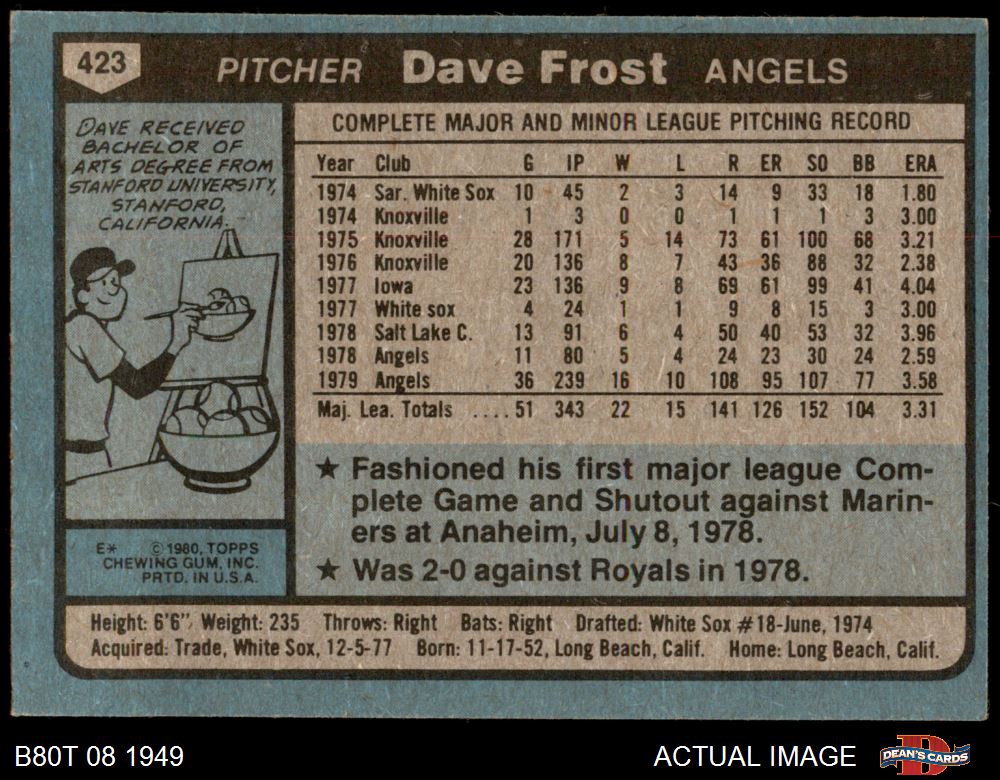 423
PITCHER Dave Frost ANGELS
DAVE RECEIVED
BACHELOR OF
ARTS DEGREE FROM
STANFORD UNIVERSITY,
STANFORD,
CALIFORNIA.
COMPLETE MAJOR AND MINOR LEAGUE PITCHING RECORD
Year Club G IP W L R ER SO BB ERA
1974 Sar. White Sox 10 45 2 3 14 9 33 18 1.80
1974 Knoxville 1 3 0 0 1 1 1 3 3.00
1975 Knoxville 28 171 5 14 73 61 100 68 3.21
1976 Knoxville 20 136 8 7 43 36 88 32 2.38
1977 Iowa 23 136 9 8 69 61 99 41 4.04
1977 White sox 4 24 1 1 9 8 15 3 3.00
1978 Salt Lake C. 13 91 6 4 50 40 53 32 3.96
1978 Angels 11 80 5 4 24 23 30 24 2.59
1979 Angels 36 239 16 10 108 95 107 77 3.58
Maj. Lea. Totals ....51 343 22 15 141 126 152 104 3.31
★ Fashioned his first major league Com-
plete Game and Shutout against Marin-
ers at Anaheim, July 8, 1978.
★ Was 2-0 against Royals in 1978.
E* © 1980, TOPPS
CHEWING GUM, INC.
PRTD. IN U.S.A.
Height: 6'6" Weight: 235 Throws: Right Bats: Right Drafted: White Sox #18-June, 1974
Acquired: Trade, White Sox, 12-5-77 Born: 11-17-52, Long Beach, Calif. Home: Long Beach, Calif.
B80T 08 1949
ACTUAL IMAGE
D
DEAN'S CARDS